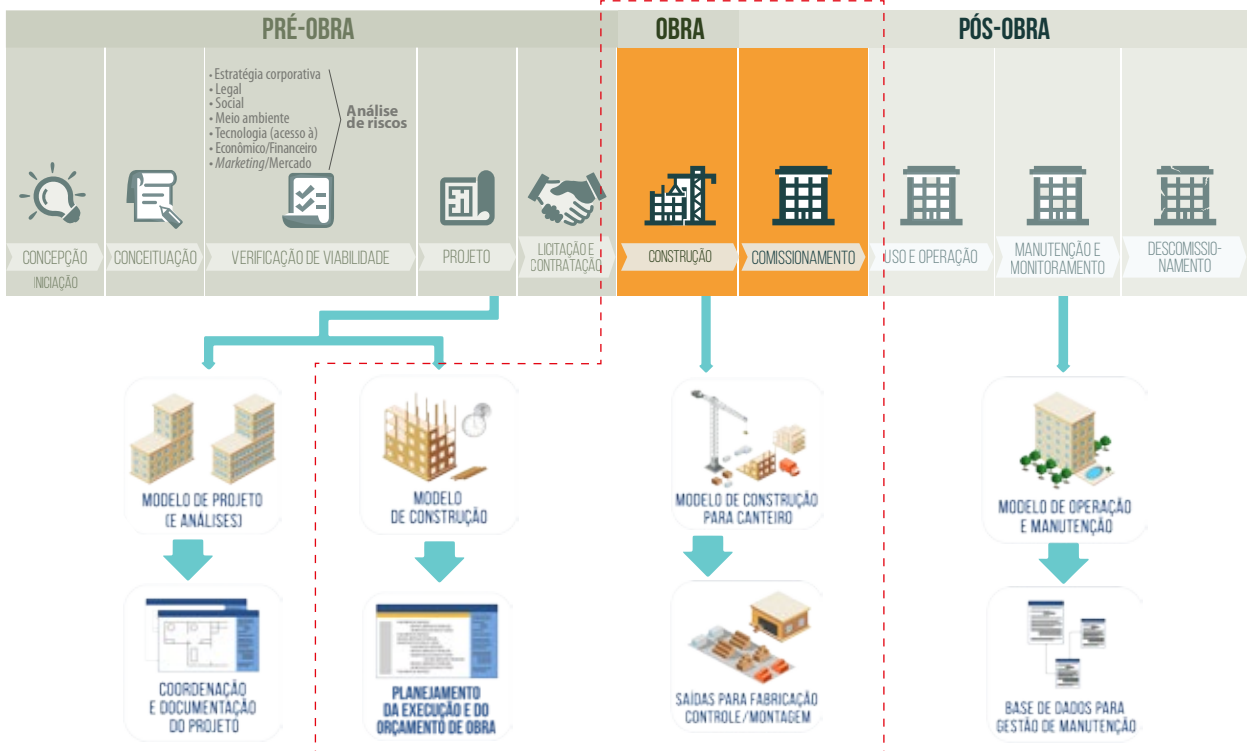 PRÉ-OBRA
OBRA
PÓS-OBRA
• Estratégia corporativa
• Legal
• Social
• Meio ambiente
• Tecnologia (acesso à)
• Econômico/Financeiro
• Marketing/Mercado
Análise
de riscos
CONCEPÇÃO
INICIAÇÃO
CONCEITUAÇÃO
VERIFICAÇÃO DE VIABILIDADE
PROJETO
LICITAÇÃO E
CONTRATAÇÃO
CONSTRUÇÃO
COMISSIONAMENTO
USO E OPERAÇÃO
MANUTENÇÃO E
MONITORAMENTO
DESCOMISSIO-
NAMENTO
MODELO DE PROJETO
(E ANÁLISES)
MODELO
DE CONSTRUÇÃO
MODELO DE CONSTRUÇÃO
PARA CANTEIRO
MODELO DE OPERAÇÃO
E MANUTENÇÃO
COORDENAÇÃO
E DOCUMENTAÇÃO
DO PROJETO
PLANEJAMENTO
DA EXECUÇÃO E DO
ORÇAMENTO DE OBRA
SAÍDAS PARA FABRICAÇÃO
CONTROLE/MONTAGEM
BASE DE DADOS PARA
GESTÃO DE MANUTENÇÃO